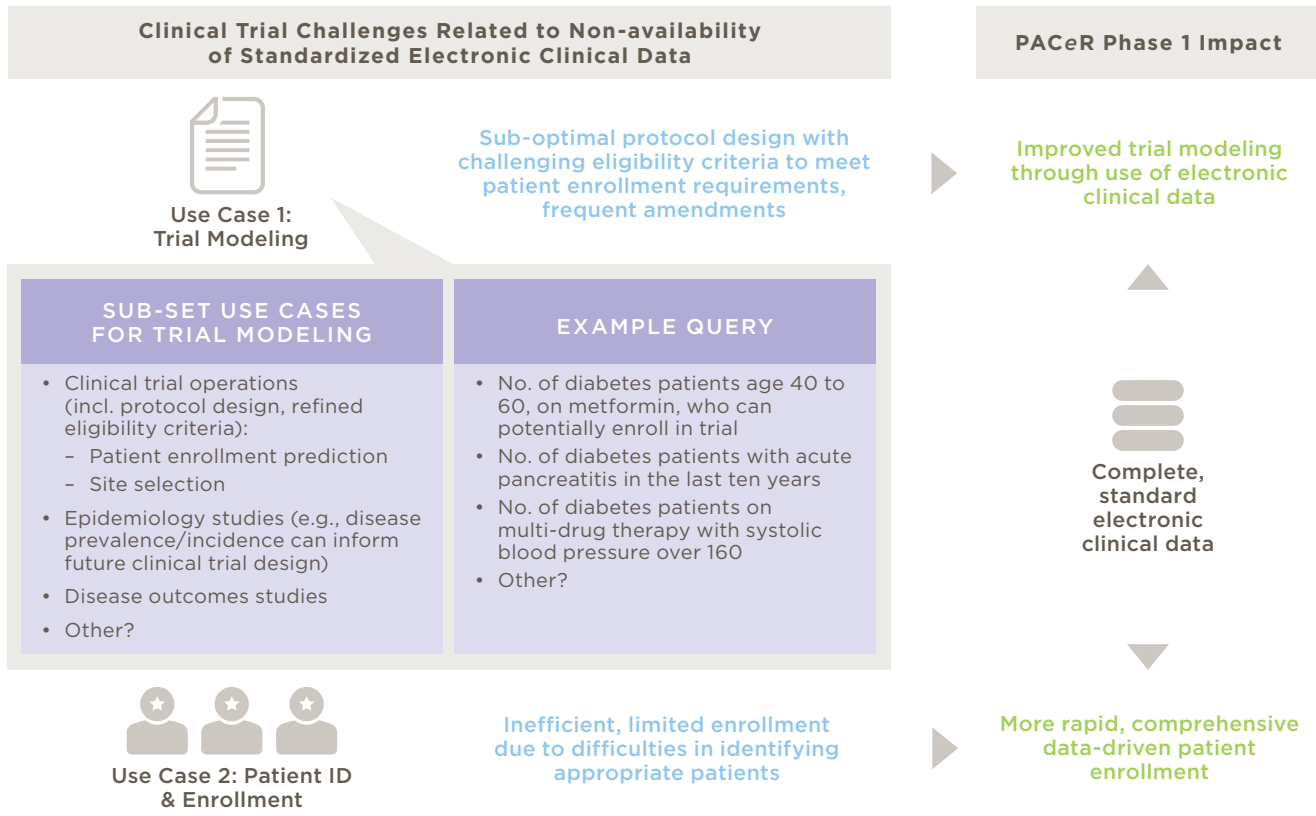 Clinical Trial Challenges Related to Non-availability
of Standardized Electronic Clinical Data
PACeR Phase 1 Impact
Use Case 1:
Trial Modeling
Sub-optimal protocol design with
challenging eligibility criteria to meet
patient enrollment requirements,
frequent amendments
Improved trial modeling
through use of electronic
clinical data
SUB-SET USE CASES
FOR TRIAL MODELING
• Clinical trial operations
(incl. protocol design, refined
eligibility criteria):
– Patient enrollment prediction
– Site selection
• Epidemiology studies (e.g., disease
prevalence/incidence can inform
future clinical trial design)
• Disease outcomes studies
• Other?
EXAMPLE QUERY
• No. of diabetes patients age 40 to
60, on metformin, who can
potentially enroll in trial
• No. of diabetes patients with acute
pancreatitis in the last ten years
• No. of diabetes patients on
multi-drug therapy with systolic
blood pressure over 160
• Other?
Complete,
standard
electronic
clinical data
Use Case 2: Patient ID
& Enrollment
Inefficient, limited enrollment
due to difficulties in identifying
appropriate patients
More rapid, comprehensive
data-driven patient
enrollment